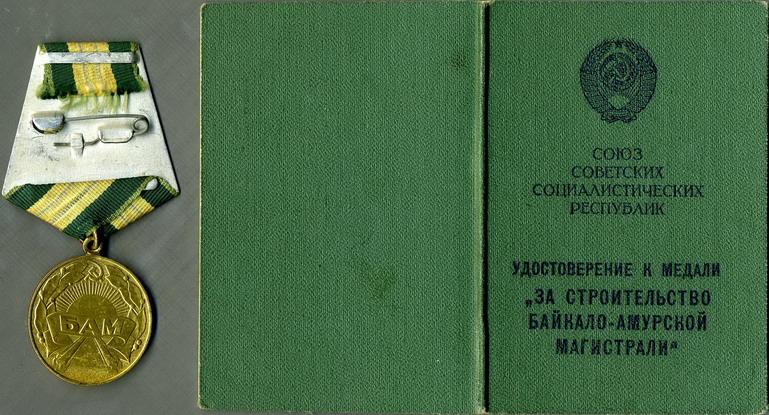 БАМ
СОЮЗ
СОВЕТСКИХ
СОЦИАЛИСТИЧЕСКИХ
РЕСПУБЛИК
УДОСТОВЕРЕНИЕ К МЕДАЛИ
„ЗА СТРОИТЕЛЬСТВО
БАЙКАЛО-АМУРСКОЙ
МАГИСТРАЛИ“